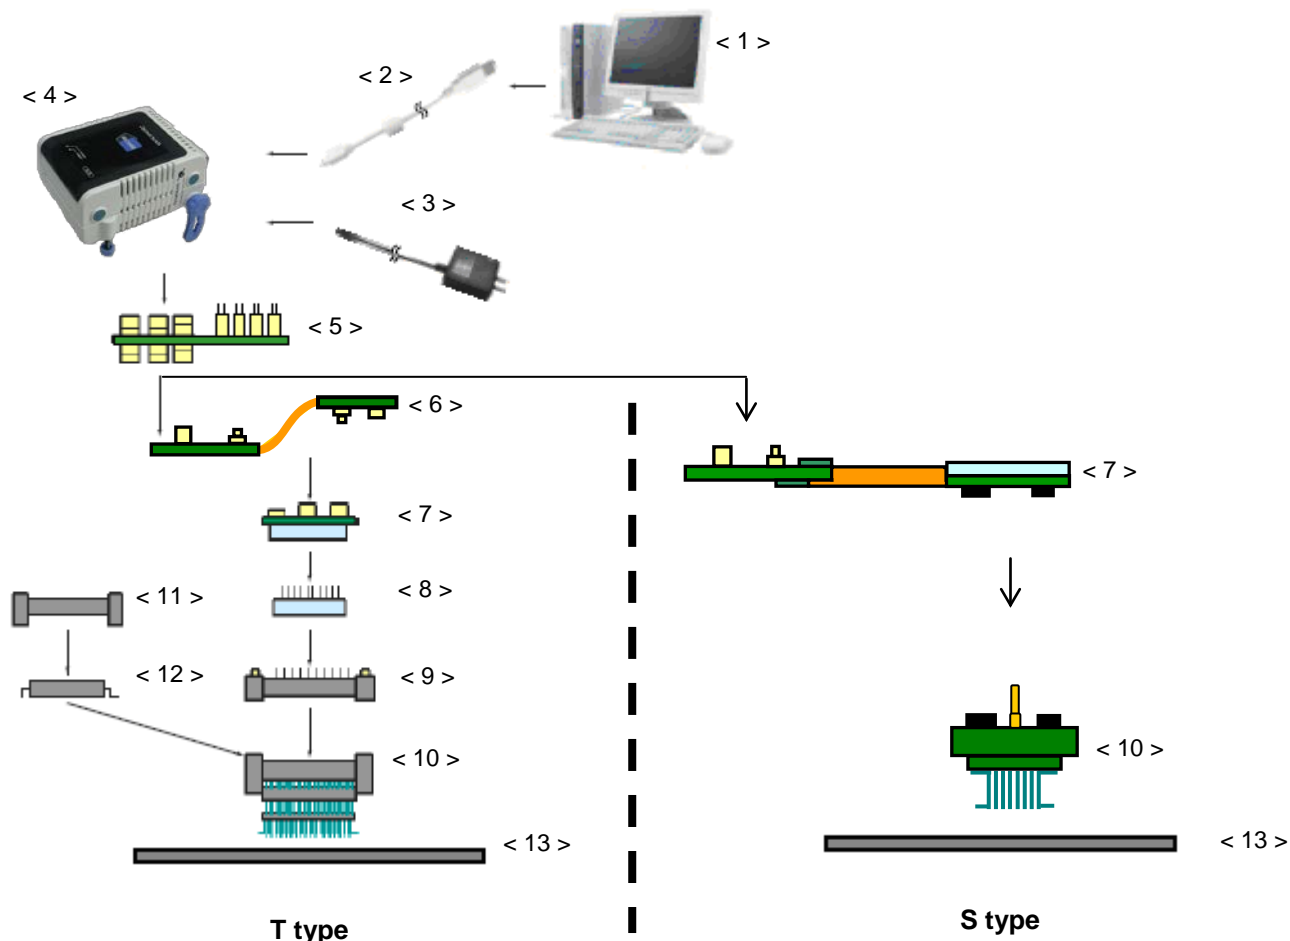 < 1 >
< 2 >
< 4 >
< 3 >
< 5 >
< 6 >
< 7 >
< 7 >
< 8 >
< 11 >
< 12 >
< 9 >
< 10 >
< 10 >
< 13 >
< 13 >
T type
S type